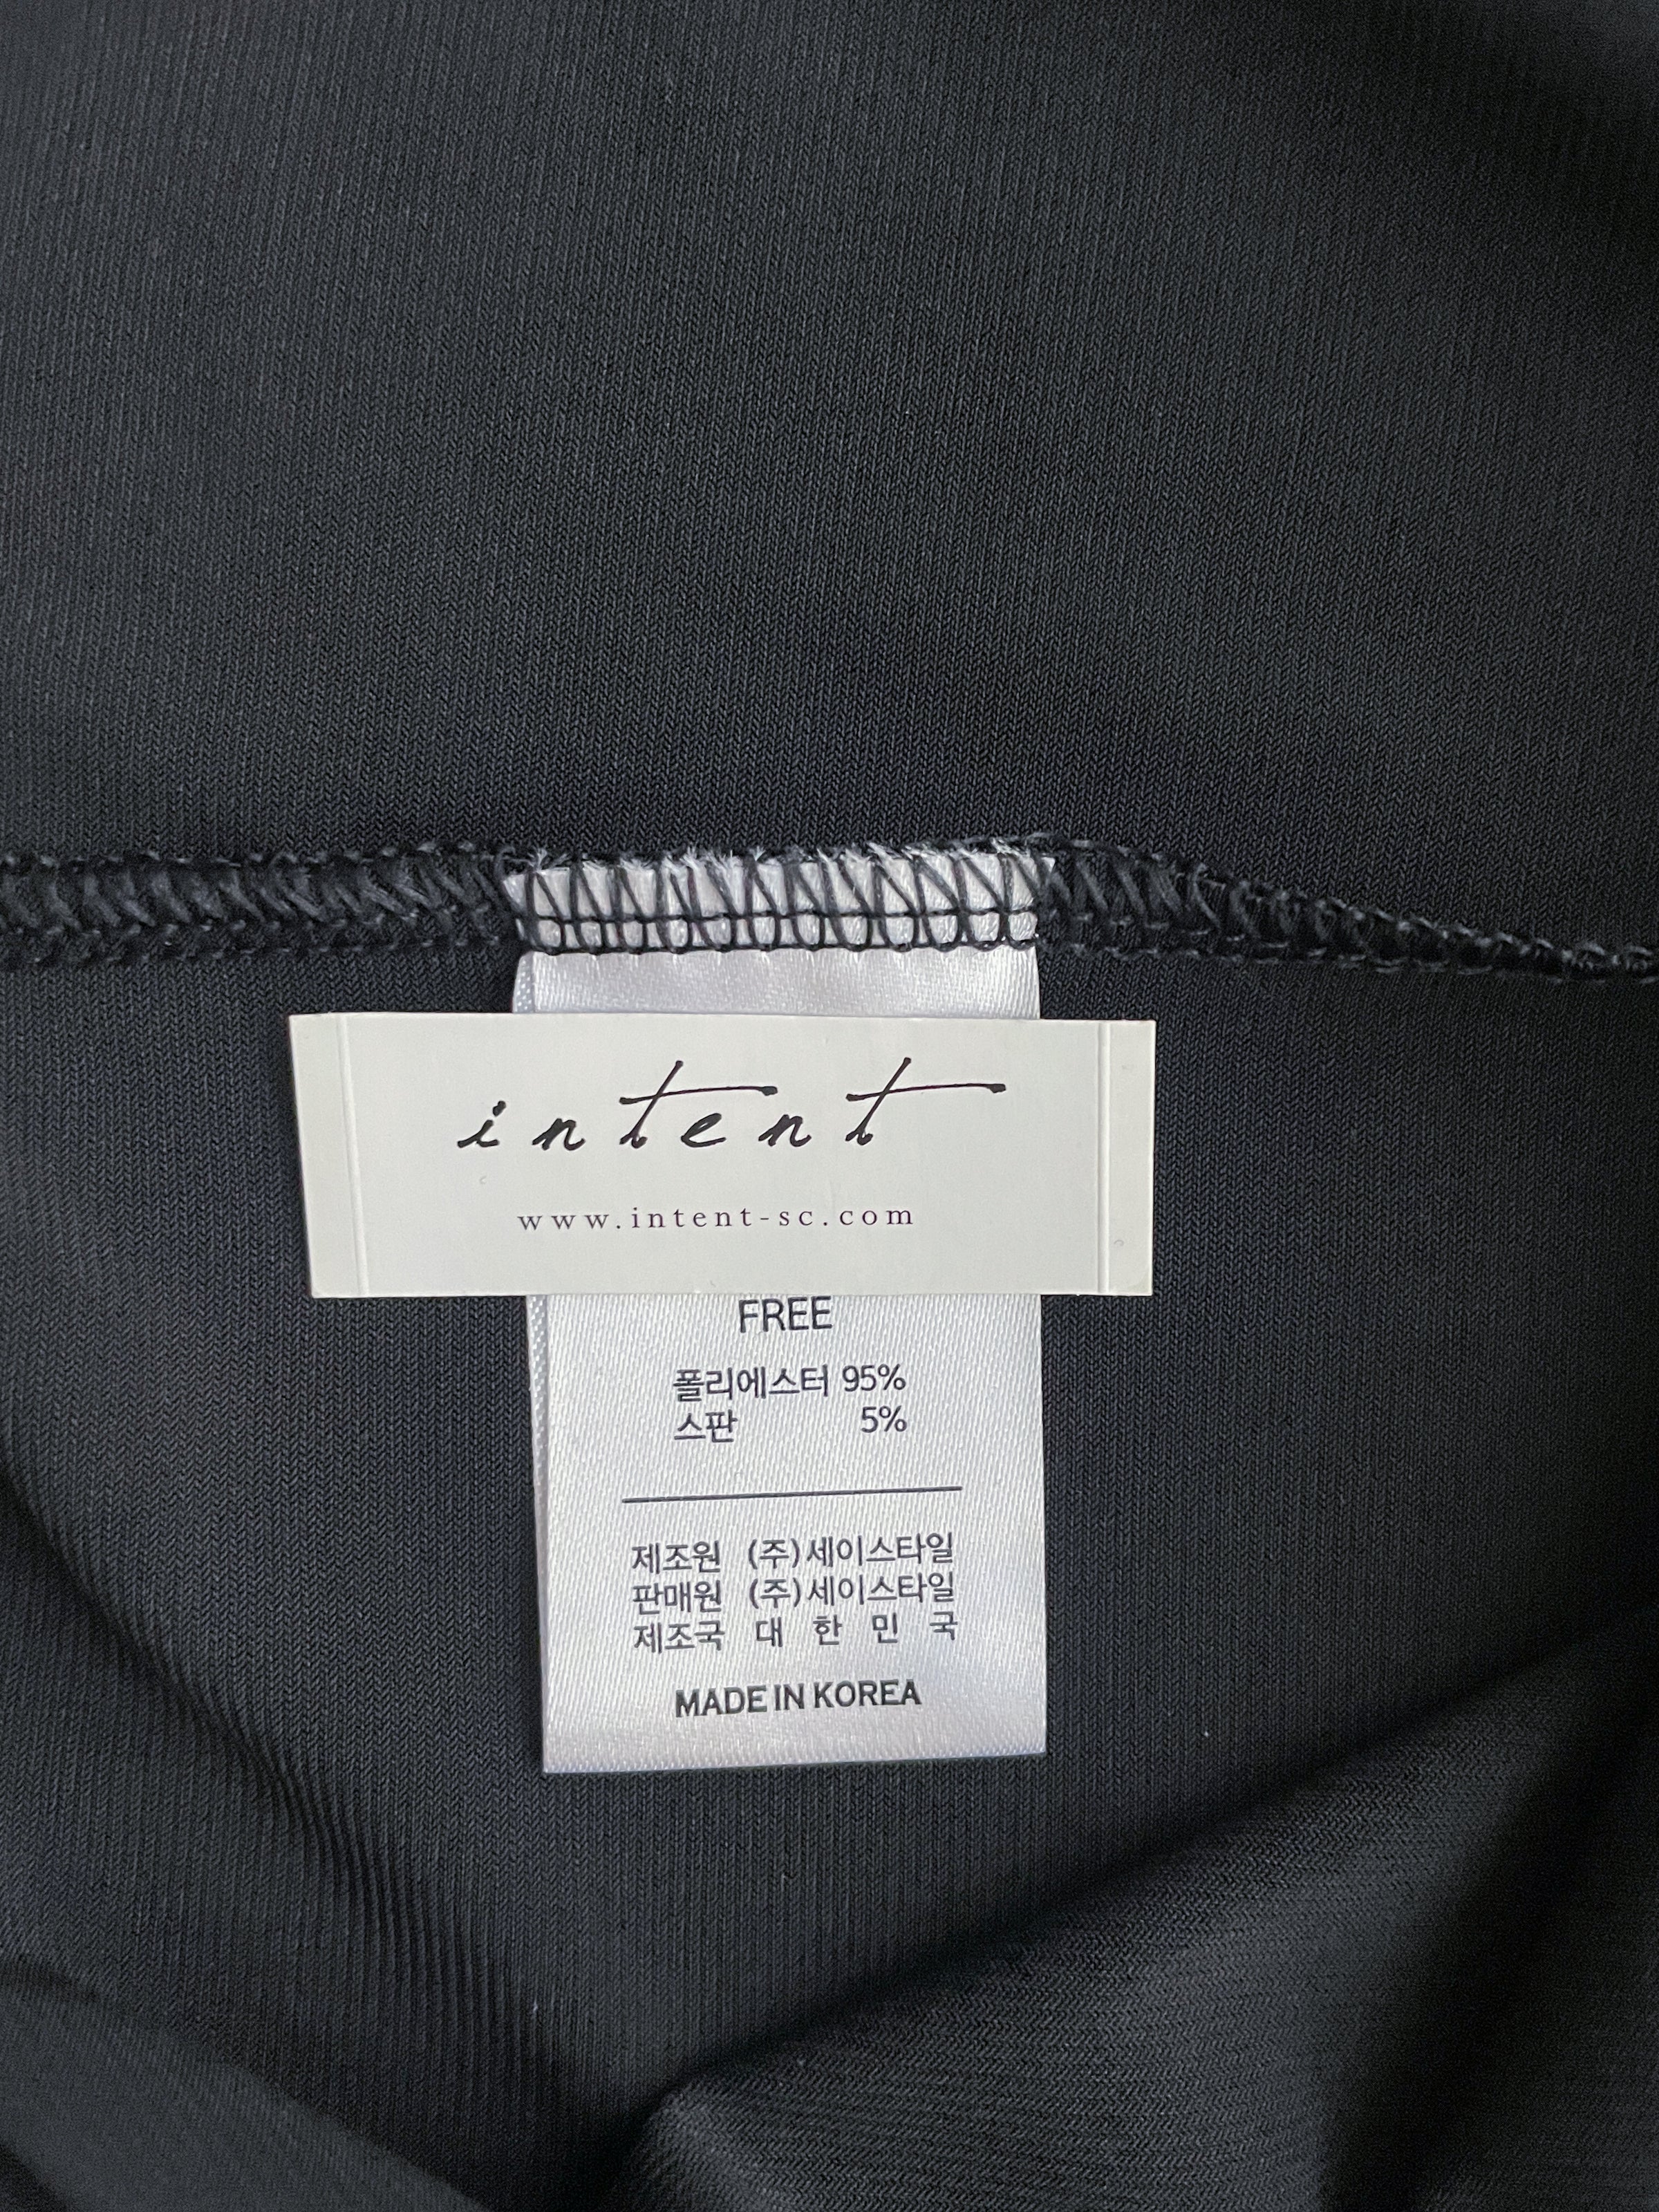 intent
www.intent-sc.com
FREE
폴리에스터 95%
스판 5%
제조원 (주)세이스타일
판매원 (주)세이스타일
제조국 대 한 민 국
MADE IN KOREA